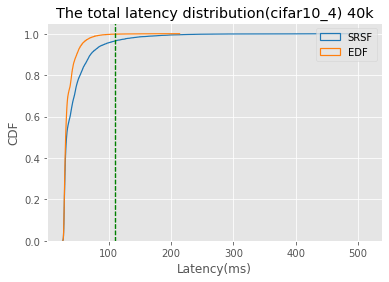 The total latency distribution(cifar10_4) 40k
1.0
SRSF
EDF
0.8
0.6
CDF
0.4
0.2
0.0
100
200
300
400
500
Latency(ms)